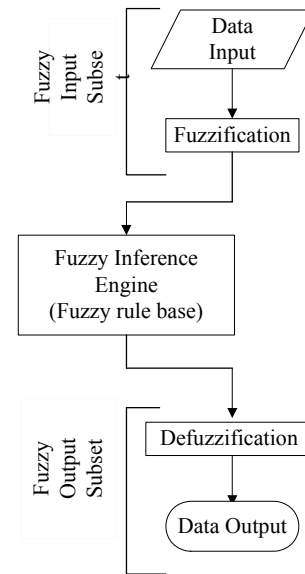 Fuzzy
Input
Subse
t
Data
Input
Fuzzification
Fuzzy Inference
Engine
(Fuzzy rule base)
Fuzzy
Output
Subset
Defuzzification
Data Output